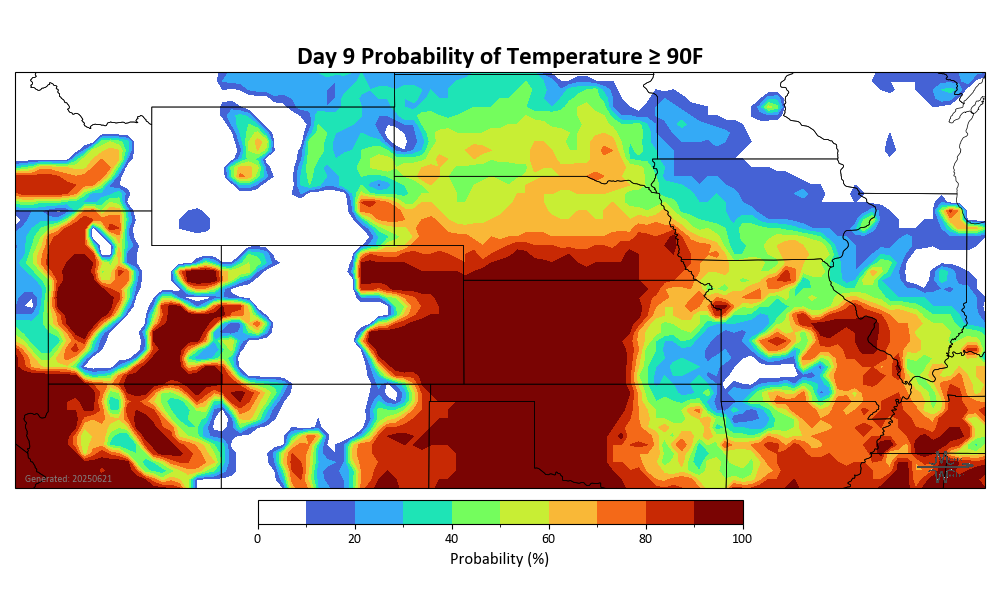 Day 9 Probability of Temperature ≥ 90F
Generated: 20250621
0 20 40 60 80 100
Probability (%)